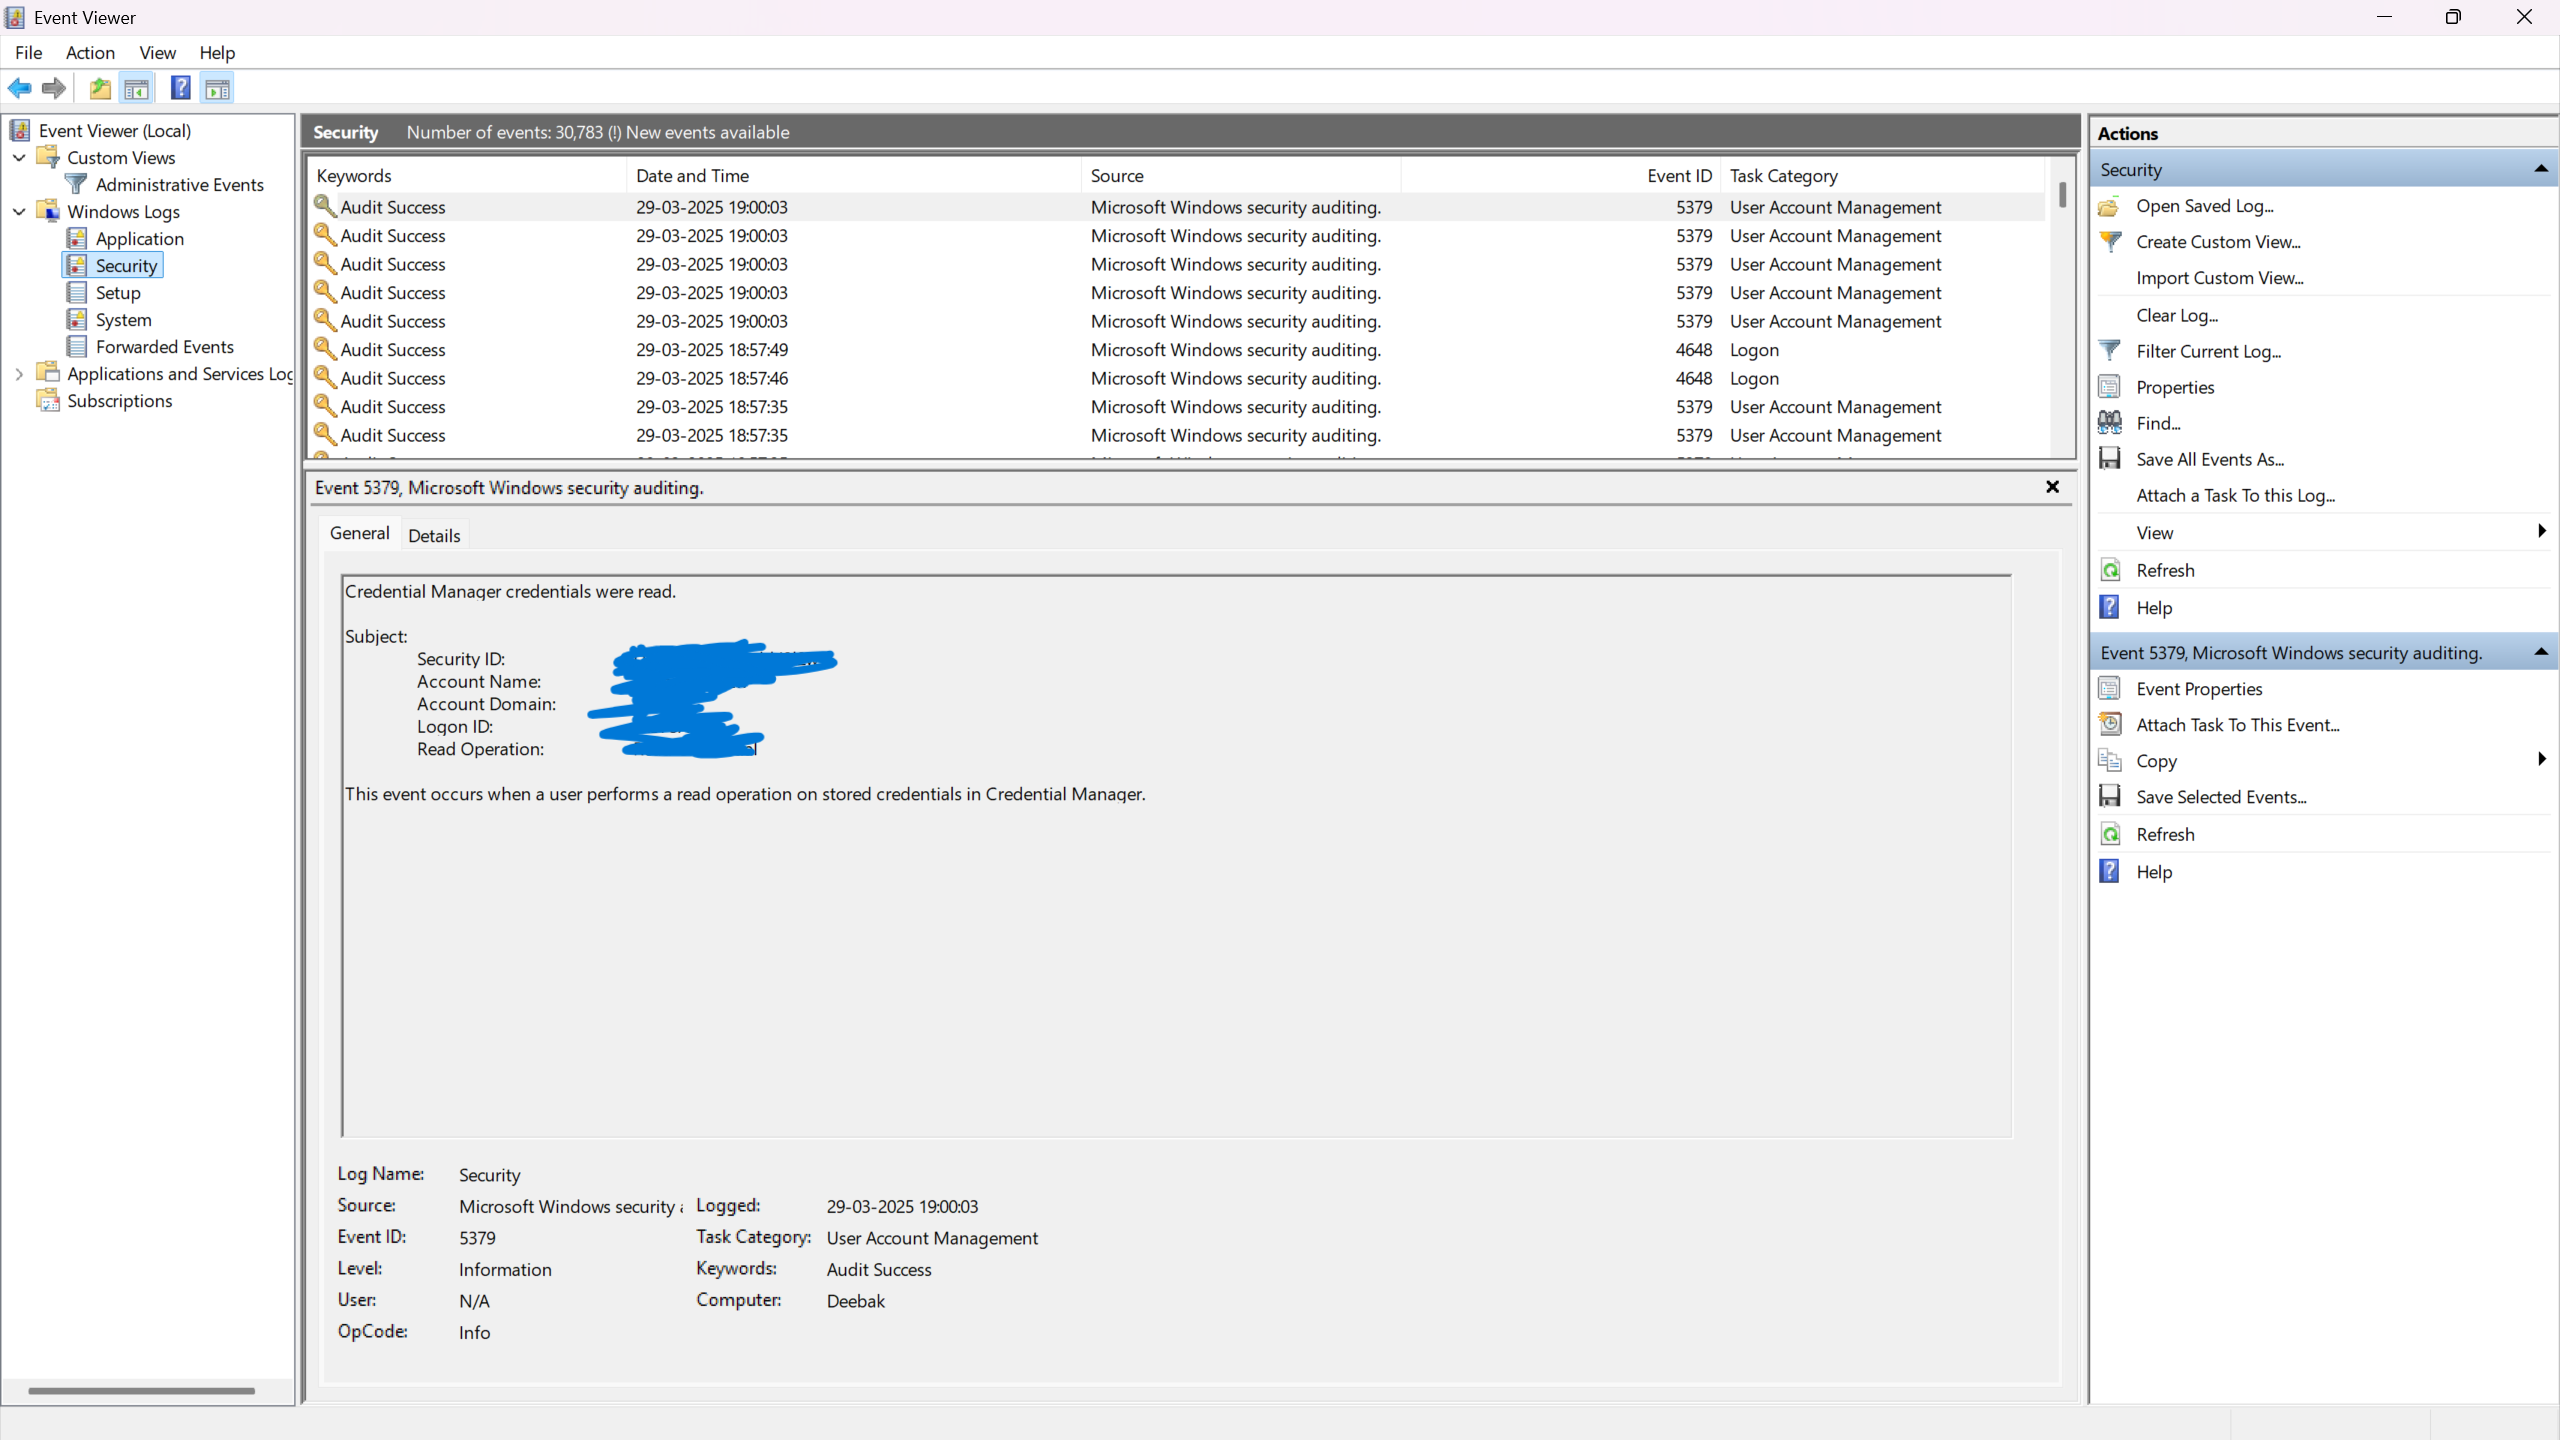 Event Viewer
File Action View Help
Event Viewer (Local)
Custom Views
Administrative Events
Windows Logs
Application
Security
Setup
System
Forwarded Events
Applications and Services Log
Subscriptions
Security Number of events: 30,783 (!) New events available
Keywords Date and Time Source Event ID Task Category
Audit Success 29-03-2025 19:00:03 Microsoft Windows security auditing. 5379 User Account Management
Audit Success 29-03-2025 19:00:03 Microsoft Windows security auditing. 5379 User Account Management
Audit Success 29-03-2025 19:00:03 Microsoft Windows security auditing. 5379 User Account Management
Audit Success 29-03-2025 19:00:03 Microsoft Windows security auditing. 5379 User Account Management
Audit Success 29-03-2025 19:00:03 Microsoft Windows security auditing. 5379 User Account Management
Audit Success 29-03-2025 18:57:49 Microsoft Windows security auditing. 4648 Logon
Audit Success 29-03-2025 18:57:46 Microsoft Windows security auditing. 4648 Logon
Audit Success 29-03-2025 18:57:35 Microsoft Windows security auditing. 5379 User Account Management
Audit Success 29-03-2025 18:57:35 Microsoft Windows security auditing. 5379 User Account Management
Event 5379, Microsoft Windows security auditing.
General Details
Credential Manager credentials were read.
Subject:
Security ID:
Account Name:
Account Domain:
Logon ID:
Read Operation:
This event occurs when a user performs a read operation on stored credentials in Credential Manager.
Log Name: Security
Source: Microsoft Windows security Logged: 29-03-2025 19:00:03
Event ID: 5379 Task Category: User Account Management
Level: Information Keywords: Audit Success
User: N/A Computer: Deebak
OpCode: Info
Actions
Security
Open Saved Log...
Create Custom View...
Import Custom View...
Clear Log...
Filter Current Log...
Properties
Find...
Save All Events As...
Attach a Task To this Log...
View
Refresh
Help
Event 5379, Microsoft Windows security auditing.
Event Properties
Attach Task To This Event...
Copy
Save Selected Events...
Refresh
Help